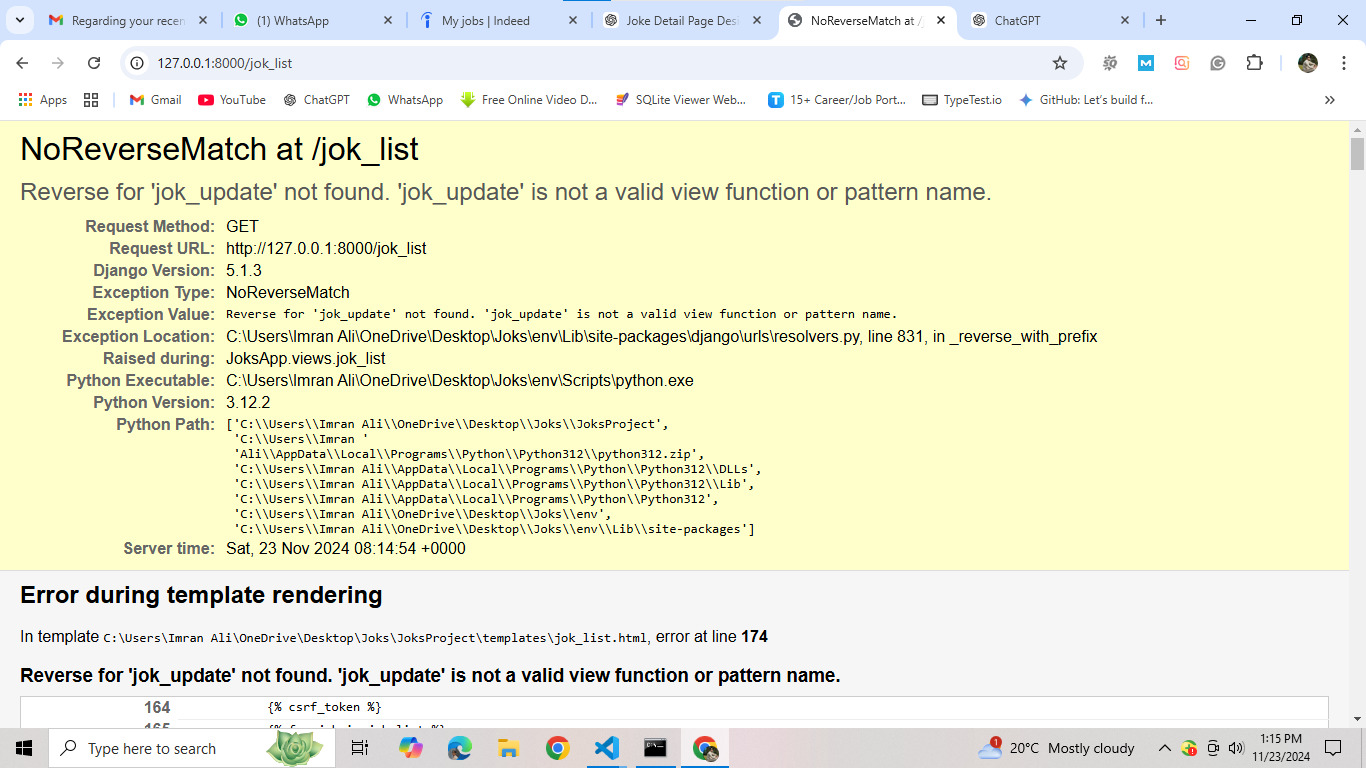 Regarding your recen
(1) WhatsApp
My jobs | Indeed
Joke Detail Page Des
NoReverseMatch at /
ChatGPT
127.0.0.1:8000/jok_list
Apps
Gmail
YouTube
ChatGPT
WhatsApp
Free Online Video D...
SQLite Viewer Web...
15+ Career/Job Port...
TypeTest.io
GitHub: Let's build f...
NoReverseMatch at /jok_list
Reverse for 'jok_update' not found. 'jok_update' is not a valid view function or pattern name.
Request Method: GET
Request URL: http://127.0.0.1:8000/jok_list
Django Version: 5.1.3
Exception Type: NoReverseMatch
Exception Value: Reverse for 'jok_update' not found. 'jok_update' is not a valid view function or pattern name.
Exception Location: C:\Users\Imran Ali\OneDrive\Desktop\Joks\env\Lib\site-packages\django\urls\resolvers.py, line 831, in _reverse_with_prefix
Raised during: JoksApp.views.jok_list
Python Executable: C:\Users\Imran Ali\OneDrive\Desktop\Joks\env\Scripts\python.exe
Python Version: 3.12.2
Python Path: ['C:\\Users\\Imran Ali\\OneDrive\\Desktop\\Joks\\JoksProject',
'C:\\Users\\Imran '
'Ali\\AppData\\Local\\Programs\\Python\\Python312\\python312.zip',
'C:\\Users\\Imran Ali\\AppData\\Local\\Programs\\Python\\Python312\\DLLs',
'C:\\Users\\Imran Ali\\AppData\\Local\\Programs\\Python\\Python312\\Lib',
'C:\\Users\\Imran Ali\\AppData\\Local\\Programs\\Python\\Python312',
'C:\\Users\\Imran Ali\\OneDrive\\Desktop\\Joks\\env',
'C:\\Users\\Imran Ali\\OneDrive\\Desktop\\Joks\\env\\Lib\\site-packages']
Server time: Sat, 23 Nov 2024 08:14:54 +0000
Error during template rendering
In template C:\Users\Imran Ali\OneDrive\Desktop\Joks\JoksProject\templates\jok_list.html, error at line 174
Reverse for 'jok_update' not found. 'jok_update' is not a valid view function or pattern name.
164 {% csrf_token %}
165
Type here to search
1
20°C Mostly cloudy
1:15 PM
11/23/2024